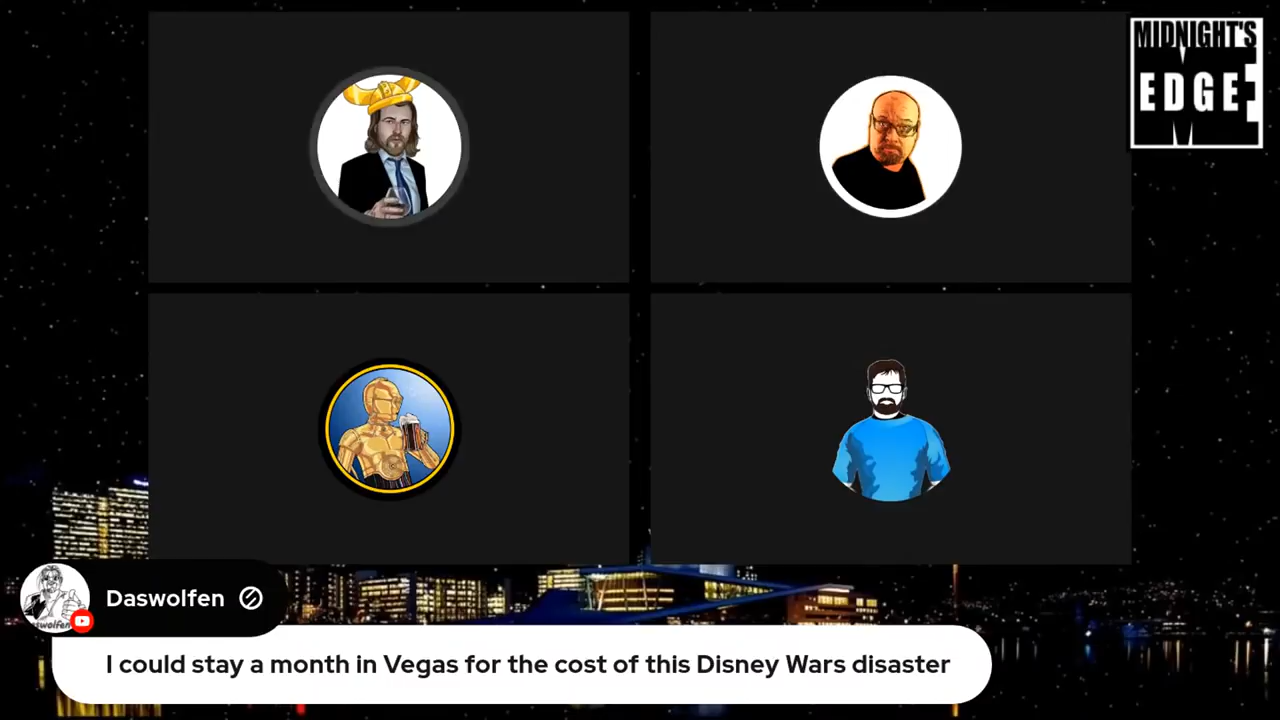 MIDNIGHT'S
EDGE
Daswolfen
I could stay a month in Vegas for the cost of this Disney Wars disaster